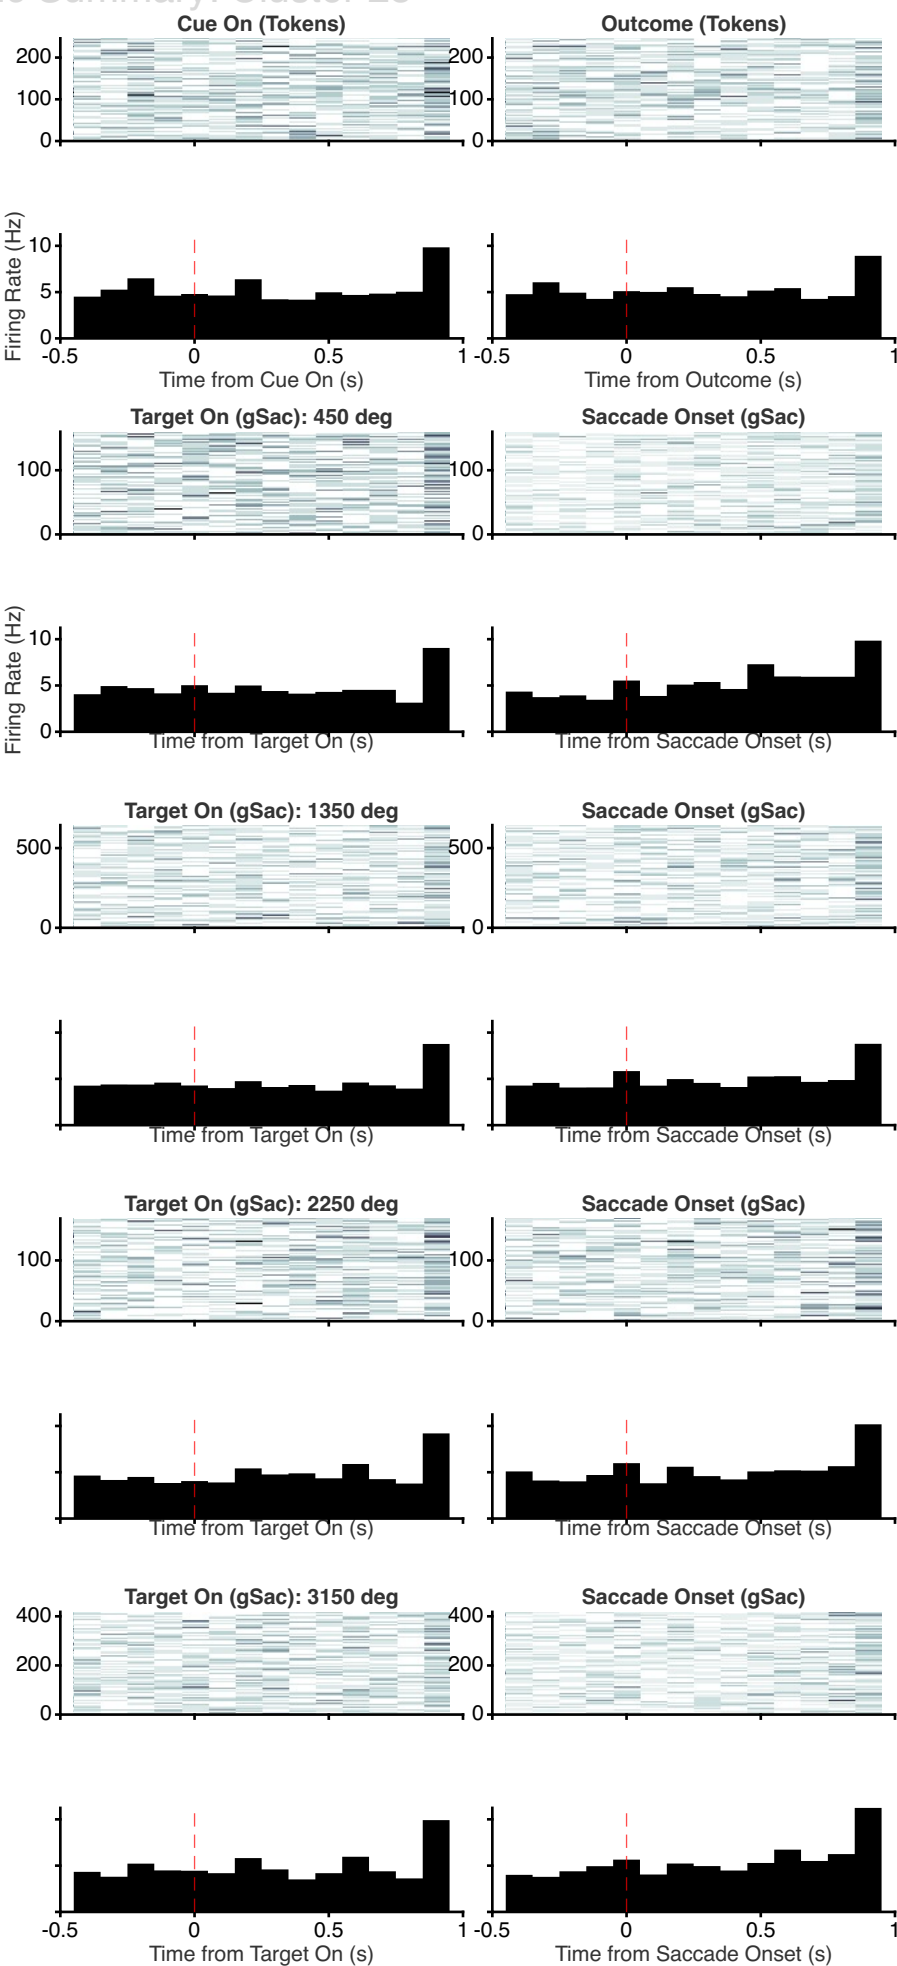 Summary: Cluster
Cue On (Tokens) Outcome (Tokens)
200 200
100 100
0 0
Firing Rate (Hz)
10
5
0
-0.5 0 0.5 1 -0.5 0 0.5 1
Time from Cue On (s) Time from Outcome (s)
Target On (gSac): 450 deg Saccade Onset (gSac)
100 100
0 0
Firing Rate (Hz)
10
5
0
Time from Target On (s) Time from Saccade Onset (s)
Target On (gSac): 1350 deg Saccade Onset (gSac)
500 500
0 0
Time from Target On (s) Time from Saccade Onset (s)
Target On (gSac): 2250 deg Saccade Onset (gSac)
100 100
0 0
Time from Target On (s) Time from Saccade Onset (s)
Target On (gSac): 3150 deg Saccade Onset (gSac)
400 400
200 200
0 0
-0.5 0 0.5 1 -0.5 0 0.5 1
Time from Target On (s) Time from Saccade Onset (s)